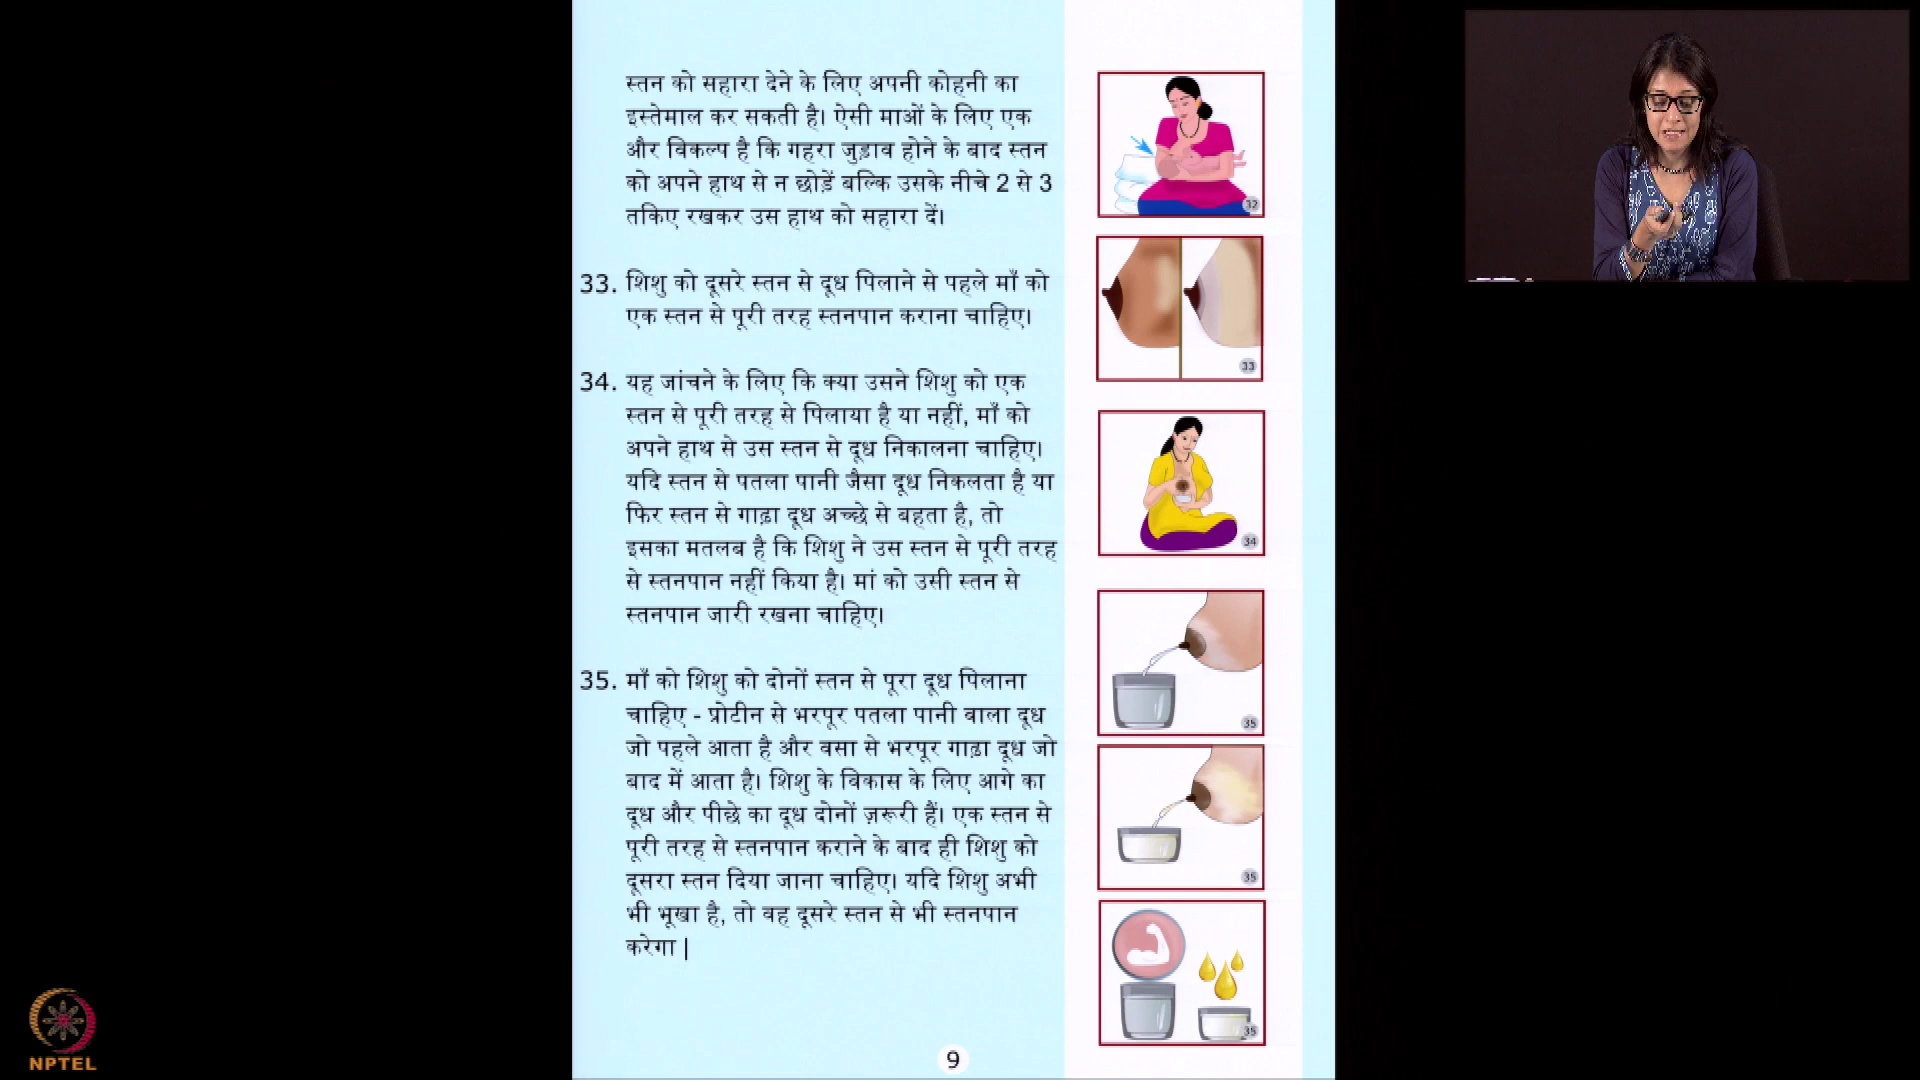 स्तन को सहारा देने के लिए अपनी कोहनी का
इस्तेमाल कर सकती है। ऐसी माओं के लिए एक
और विकल्प है कि गहरा जुड़ाव होने के बाद स्तन
को अपने हाथ से न छोड़ें बल्कि उसके नीचे 2 से 3
तकिए रखकर उस हाथ को सहारा दें।
32
33. शिशु को दूसरे स्तन से दूध पिलाने से पहले माँ को
एक स्तन से पूरी तरह स्तनपान कराना चाहिए।
33
34. यह जांचने के लिए कि क्या उसने शिशु को एक
स्तन से पूरी तरह से पिलाया है या नहीं, माँ को
अपने हाथ से उस स्तन से दूध निकालना चाहिए।
यदि स्तन से पतला पानी जैसा दूध निकलता है या
फिर स्तन से गाढ़ा दूध अच्छे से बहता है, तो
इसका मतलब है कि शिशु ने उस स्तन से पूरी तरह
से स्तनपान नहीं किया है। मां को उसी स्तन से
स्तनपान जारी रखना चाहिए।
34
35. माँ को शिशु को दोनों स्तन से पूरा दूध पिलाना
चाहिए - प्रोटीन से भरपूर पतला पानी वाला दूध
जो पहले आता है और वसा से भरपूर गाढ़ा दूध जो
बाद में आता है। शिशु के विकास के लिए आगे का
दूध और पीछे का दूध दोनों ज़रूरी हैं। एक स्तन से
पूरी तरह से स्तनपान कराने के बाद ही शिशु को
दूसरा स्तन दिया जाना चाहिए। यदि शिशु अभी
भी भूखा है, तो वह दूसरे स्तन से भी स्तनपान
करेगा |
35
35
35
9
NPTEL